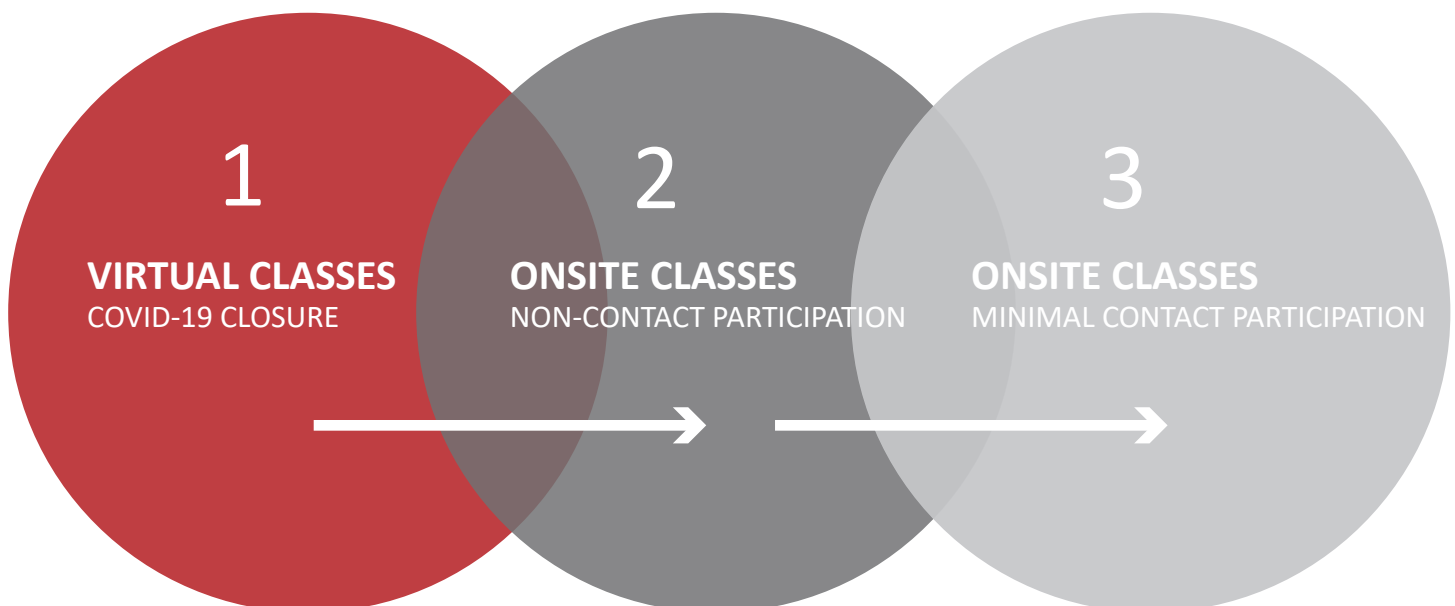 1
VIRTUAL CLASSES
COVID-19 CLOSURE
2
ONSITE CLASSES
NON-CONTACT PARTICIPATION
3
ONSITE CLASSES
MINIMAL CONTACT PARTICIPATION